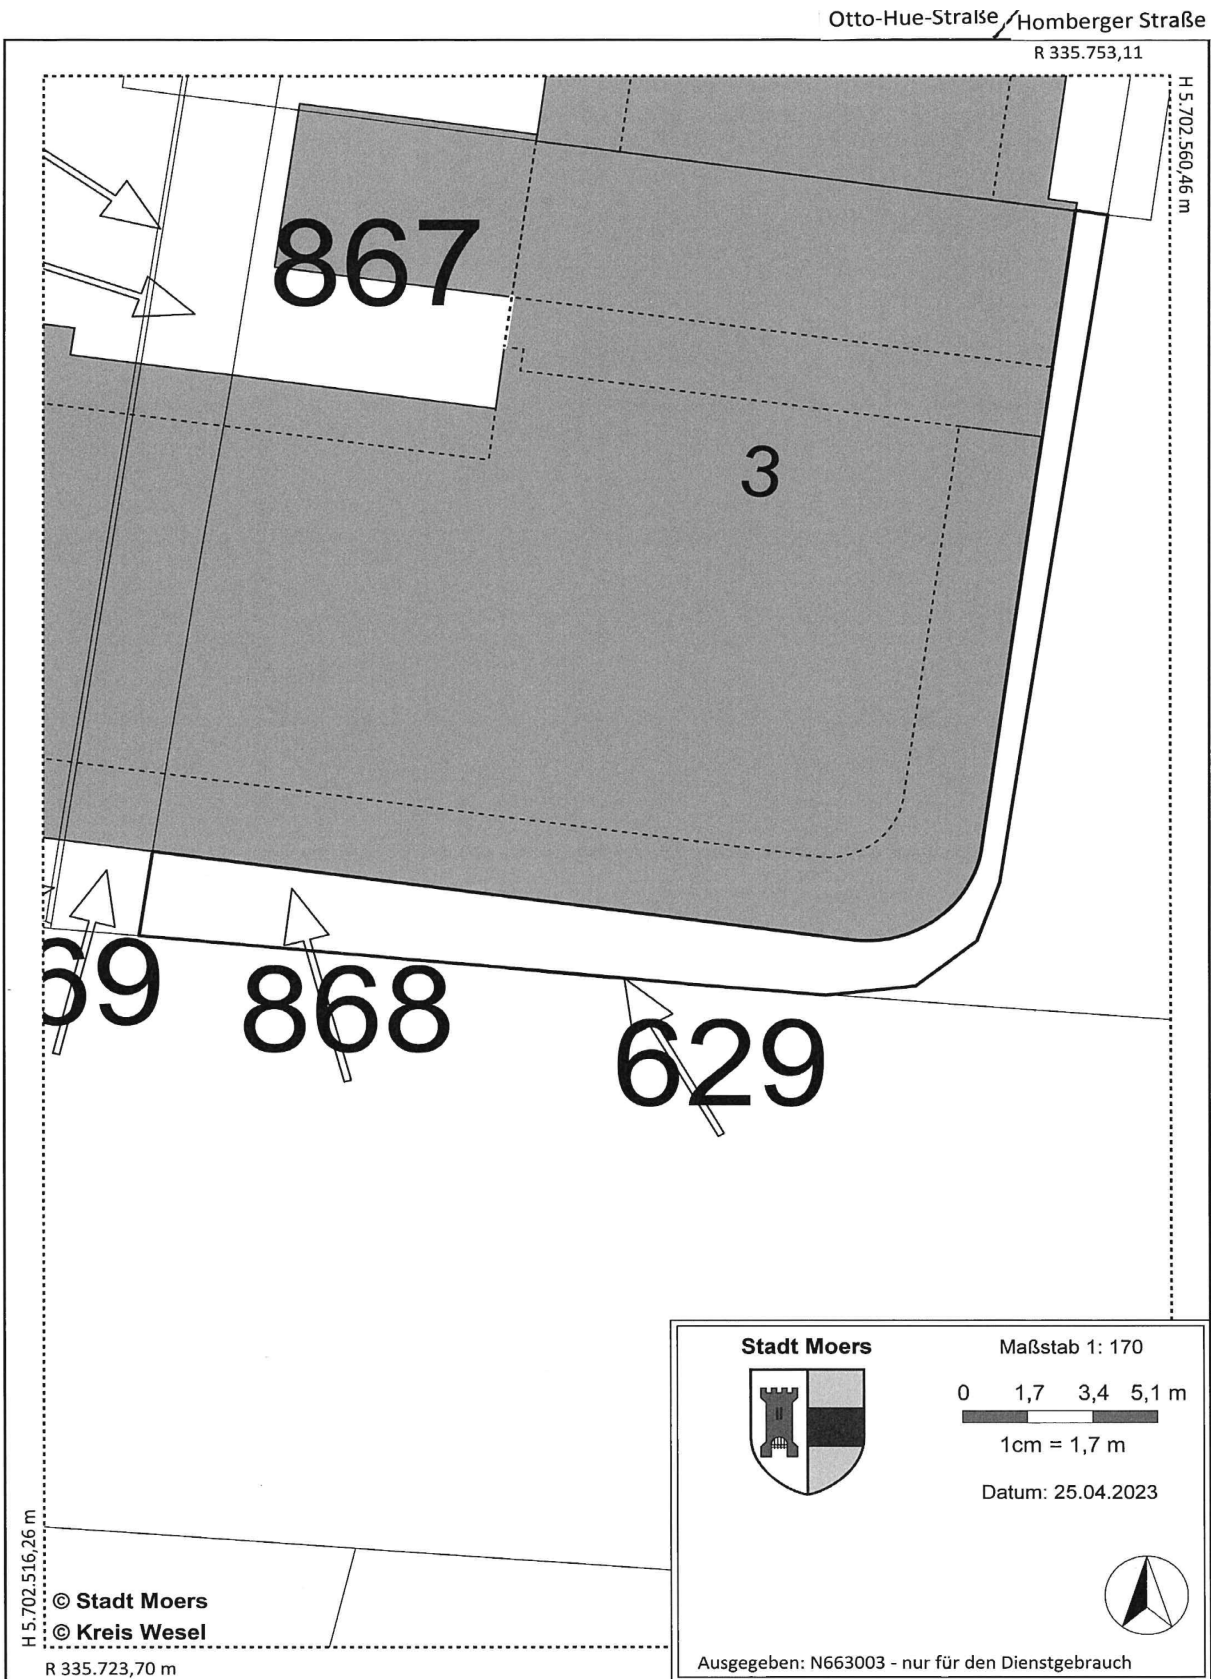 Otto-Hue-Straße / Homberger Straße
R 335.753,11
H 5.702.560,46 m
867
3
69
868
629
Stadt Moers
Maßstab 1: 170
0 1,7 3,4 5,1 m
1cm = 1,7 m
Datum: 25.04.2023
H 5.702.516,26 m
© Stadt Moers
© Kreis Wesel
R 335.723,70 m
Ausgegeben: N663003 - nur für den Dienstgebrauch